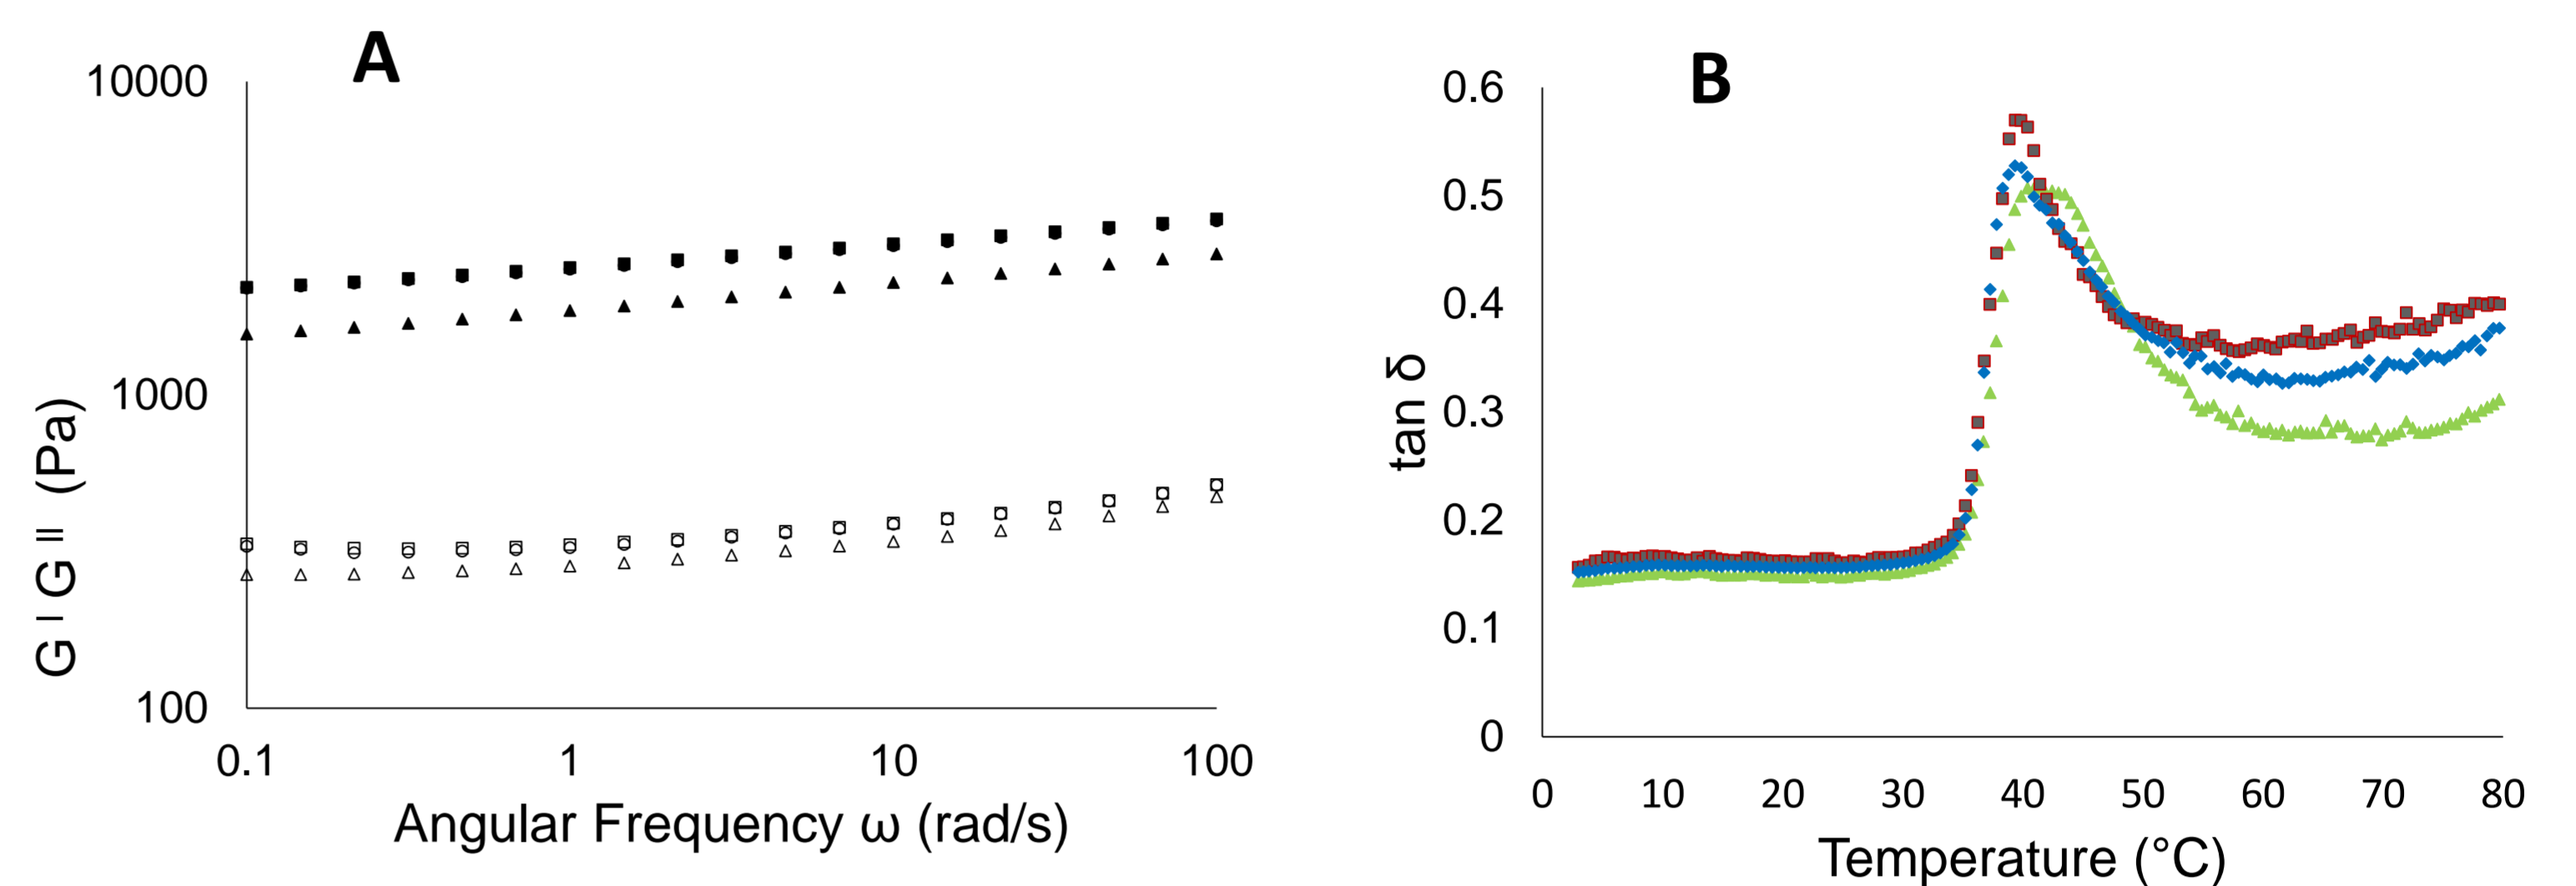 A
10000
1000
100
0.1 1 10 100
G ᴵ G ᴵᴵ (Pa)
Angular Frequency ω (rad/s)
B
0.6
0.5
0.4
0.3
0.2
0.1
0
0 10 20 30 40 50 60 70 80
tan δ
Temperature (°C)